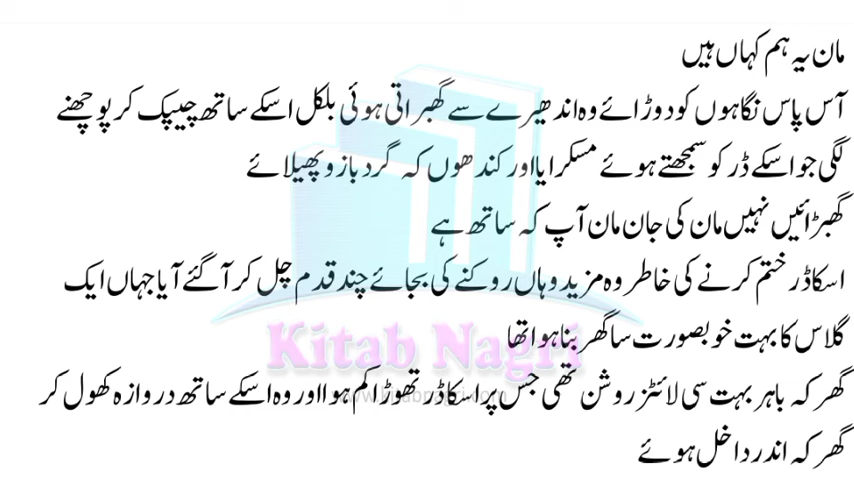 مان یہ ہم کہاں ہیں
آس پاس نگاہوں کو دوڑائے وہ اندھیرے سے گھبراتی ہوئی بلکل اسکے ساتھ چیپک کر پوچھنے
لگی جو اسکے ڈر کو سمجھتے ہوئے مسکرایا اور کندھوں کہ گرد بازو پھیلائے
گھبڑائیں نہیں مان کی جان مان آپ کہ ساتھ ہے
اسکا ڈر ختم کرنے کی خاطر وہ مزید وہاں روکنے کی بجائے چند قدم چل کر آگئے آیا جہاں ایک
گلاس کا بہت خوبصورت سا گھر بنا ہوا تھا
گھر کہ باہر بہت سی لائٹز روشن تھی جس پر اسکا ڈر تھوڑا کم ہوا اور وہ اسکے ساتھ دروازہ کھول کر
گھر کہ اندر داخل ہوئے
Kitab Nagri
www.kitabnagri.com